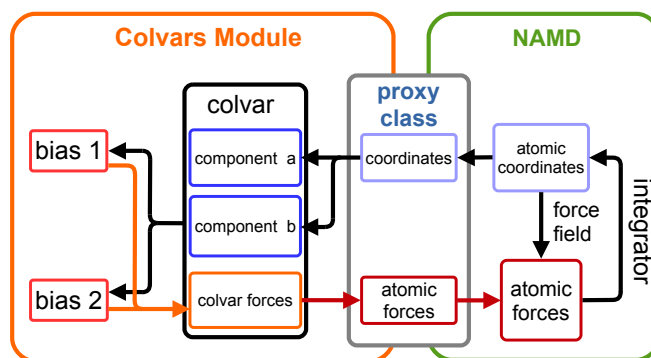 Colvars Module
NAMD
colvar
proxy
class
bias 1
component a
coordinates
atomic
coordinates
component b
force
field
integrator
bias 2
colvar forces
atomic
forces
atomic
forces